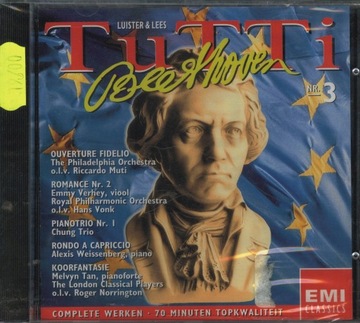 LUISTER & LEES
TuTTi
Beethoven
NR. 3
OUVERTURE FIDELIO
The Philadelphia Orchestra
o.l.v. Riccardo Muti
ROMANCE Nr. 2
Emmy Verhey, viool
Royal Philharmonic Orchestra
o.l.v. Hans Vonk
PIANOTRIO Nr. 1
Chung Trio
RONDO A CAPRICCIO
Alexis Weissenberg, piano
KOORFANTASIE
Melvyn Tan, pianoforte
The London Classical Players
o.l.v. Roger Norrington
EMI
CLASSICS
COMPLETE WERKEN · 70 MINUTEN TOPKWALITEIT